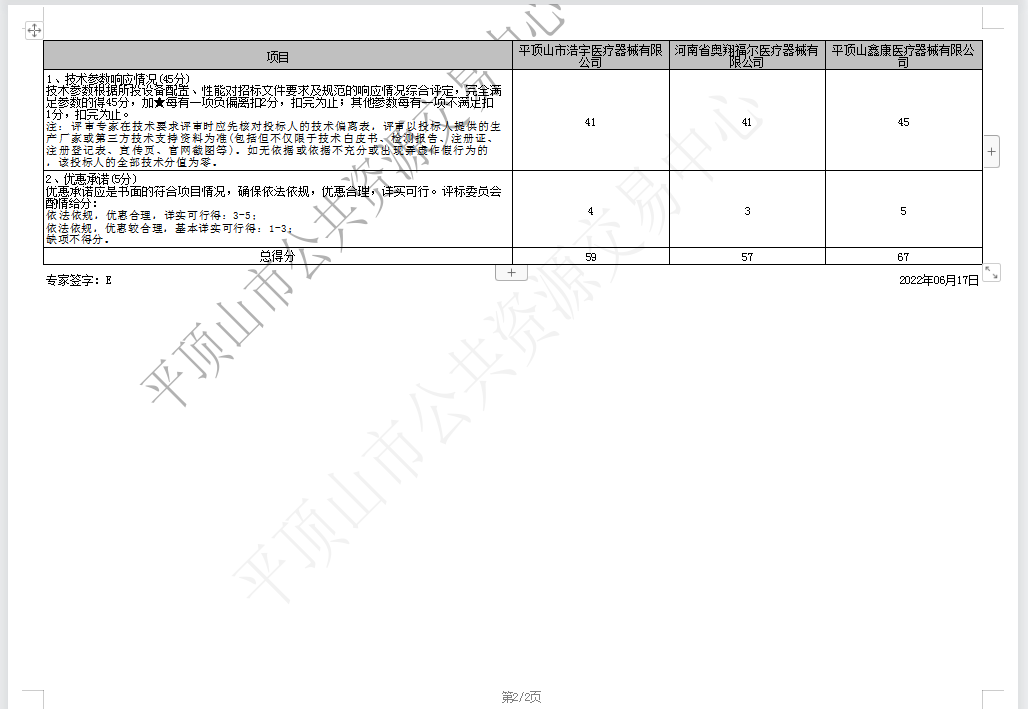 项目
平顶山市浩宇医疗器械有限
公司
河南省奥翔福尔医疗器械有
限公司
平顶山鑫康医疗器械有限公
司
1、技术参数响应情况(45分)
技术参数根据所投设备配置、性能对招标文件要求及规范的响应情况综合评定，完全满
足参数的得45分，加★每有一项负偏离扣2分，扣完为止；其他参数每有一项不满足扣
1分，扣完为止。
注：评审专家在技术要求评审时应先核对投标人的技术偏离表，评审以投标人提供的生
产厂家或第三方技术支持资料为准(包括但不仅限于技术白皮书、检测报告、注册证、
注册登记表、宣传页、官网截图等)。如无依据或依据不充分或出现弄虚作假行为的
，该投标人的全部技术分值为零。
41
41
45
2、优惠承诺(5分)
优惠承诺应是书面的符合项目情况，确保依法依规，优惠合理，详实可行。评标委员会
酌情给分：
依法依规，优惠合理，详实可行得：3-5；
依法依规，优惠较合理，基本详实可行得：1-3；
缺项不得分。
4
3
5
总得分
59
57
67
专家签字：E
2022年06月17日
平顶山市公共资源交易中心
平顶山市公共资源交易中心
第2/2页